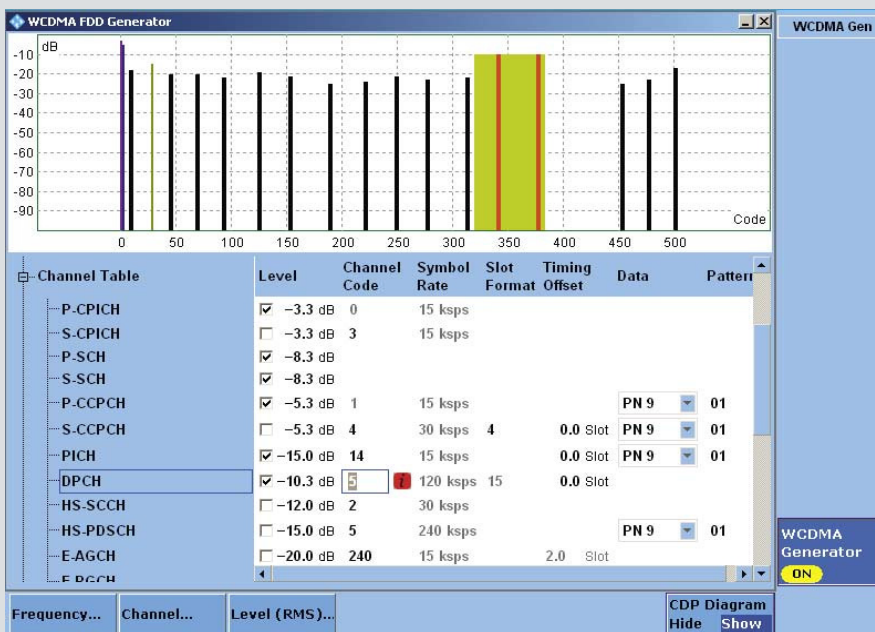 WCDMA FDD Generator
WCDMA Gen
dB
-10
-20
-30
-40
-50
-60
-70
-80
-90
Code
0 50 100 150 200 250 300 350 400 450 500
Channel Table Level Channel Code Symbol Rate Slot Format Timing Offset Data Pattern
P-CPICH −3.3 dB 0 15 ksps
S-CPICH −3.3 dB 3 15 ksps
P-SCH −8.3 dB
S-SCH −8.3 dB
P-CCPCH −5.3 dB 1 15 ksps PN 9 01
S-CCPCH −5.3 dB 4 30 ksps 4 0.0 Slot PN 9 01
PICH −15.0 dB 14 15 ksps 0.0 Slot PN 9 01
DPCH −10.3 dB 5 i 120 ksps 15 0.0 Slot
HS-SCCH −12.0 dB 2 30 ksps
HS-PDSCH −15.0 dB 5 240 ksps PN 9 01
E-AGCH −20.0 dB 240 15 ksps 2.0 Slot
E-RGCH
WCDMA Generator
ON
Frequency... Channel... Level (RMS)... CDP Diagram
Hide Show